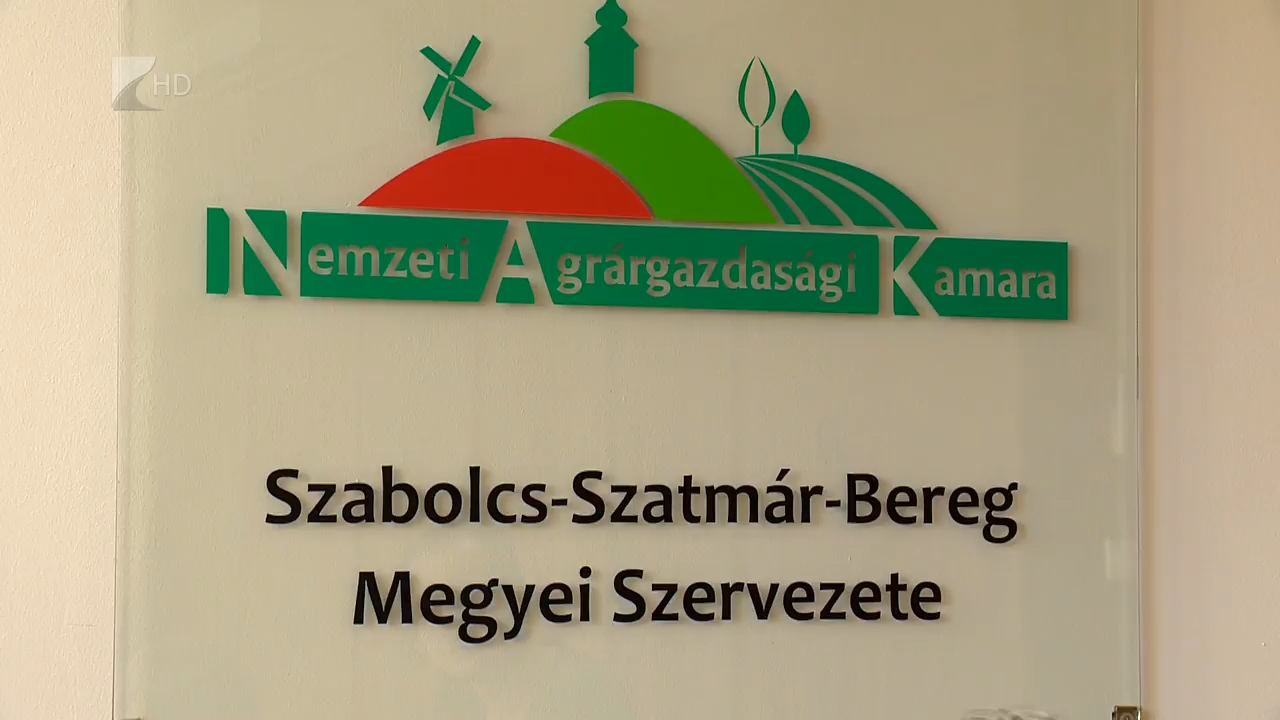 HD
Nemzeti Agrárgazdasági Kamara
Szabolcs-Szatmár-Bereg
Megyei Szervezete